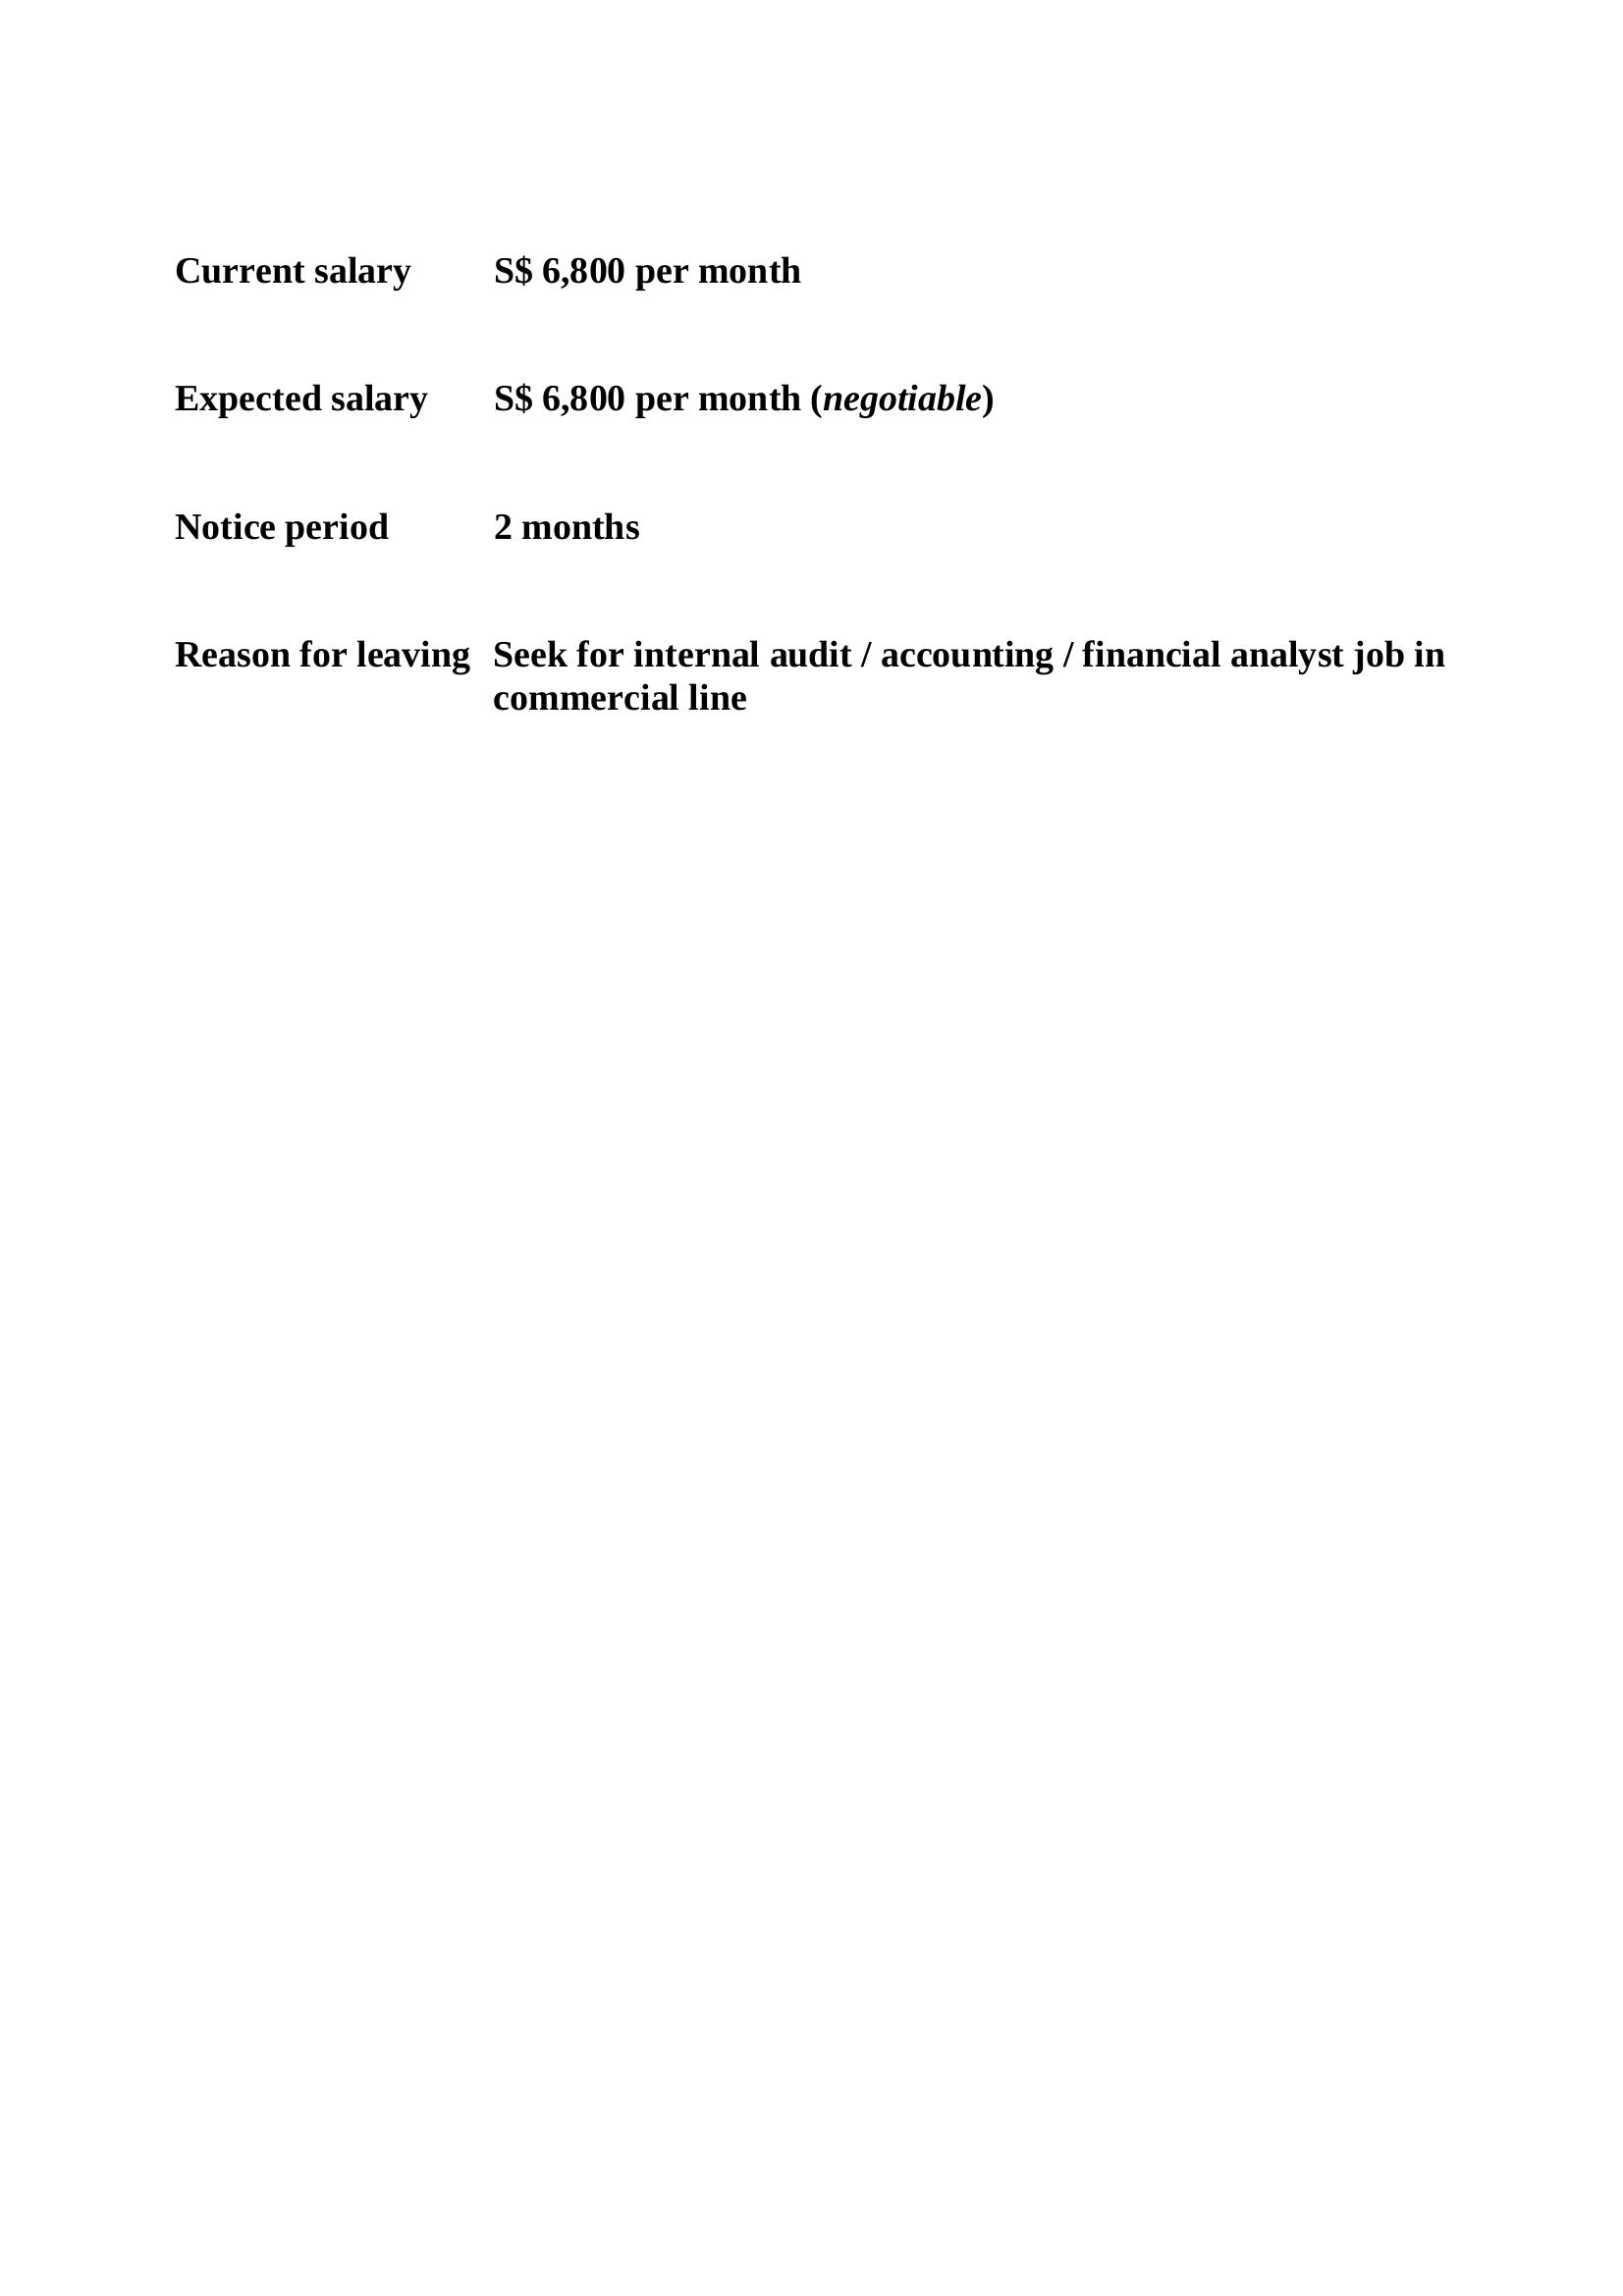 Current salary S$ 6,800 per month
Expected salary S$ 6,800 per month (negotiable)
Notice period 2 months
Reason for leaving Seek for internal audit / accounting / financial analyst job in
commercial line